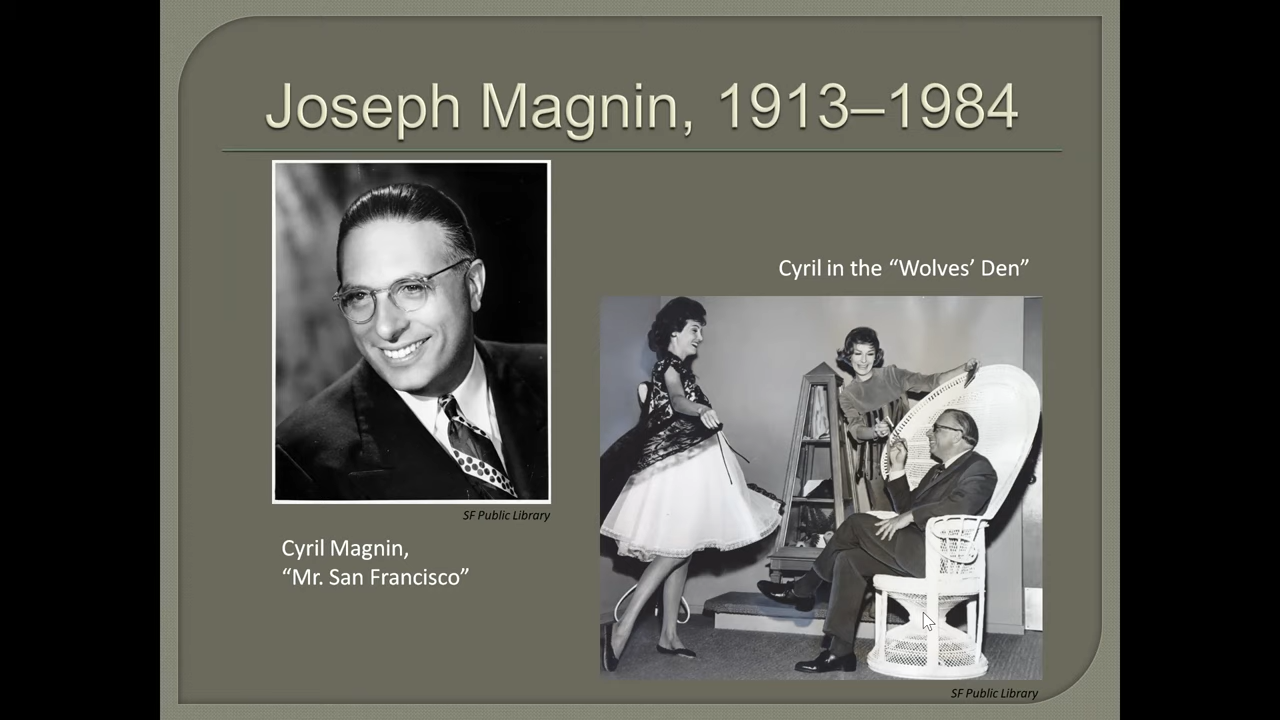 Joseph Magnin, 1913–1984
Cyril in the “Wolves’ Den”
SF Public Library
Cyril Magnin,
“Mr. San Francisco”
SF Public Library